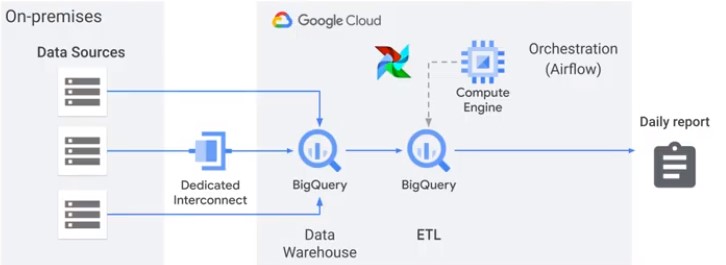 On-premises
Google Cloud
Data Sources
Orchestration
(Airflow)
Compute
Engine
Daily report
Dedicated
Interconnect
BigQuery
BigQuery
Data
Warehouse
ETL